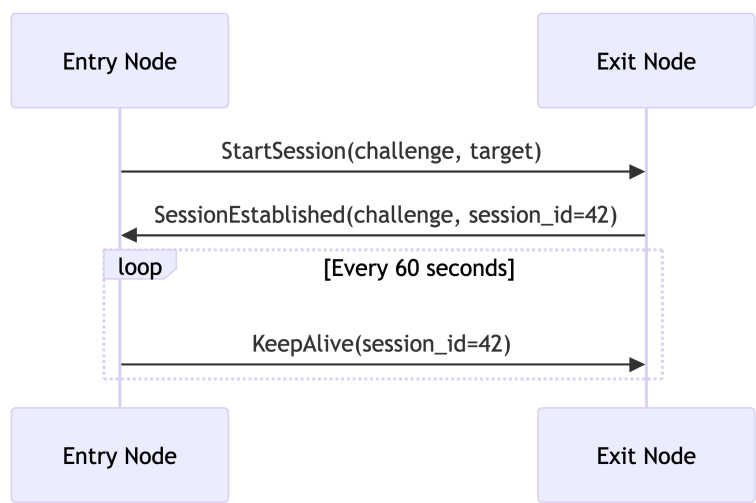 Entry Node
Exit Node
StartSession(challenge, target)
SessionEstablished(challenge, session_id=42)
loop
[Every 60 seconds]
KeepAlive(session_id=42)
Entry Node
Exit Node